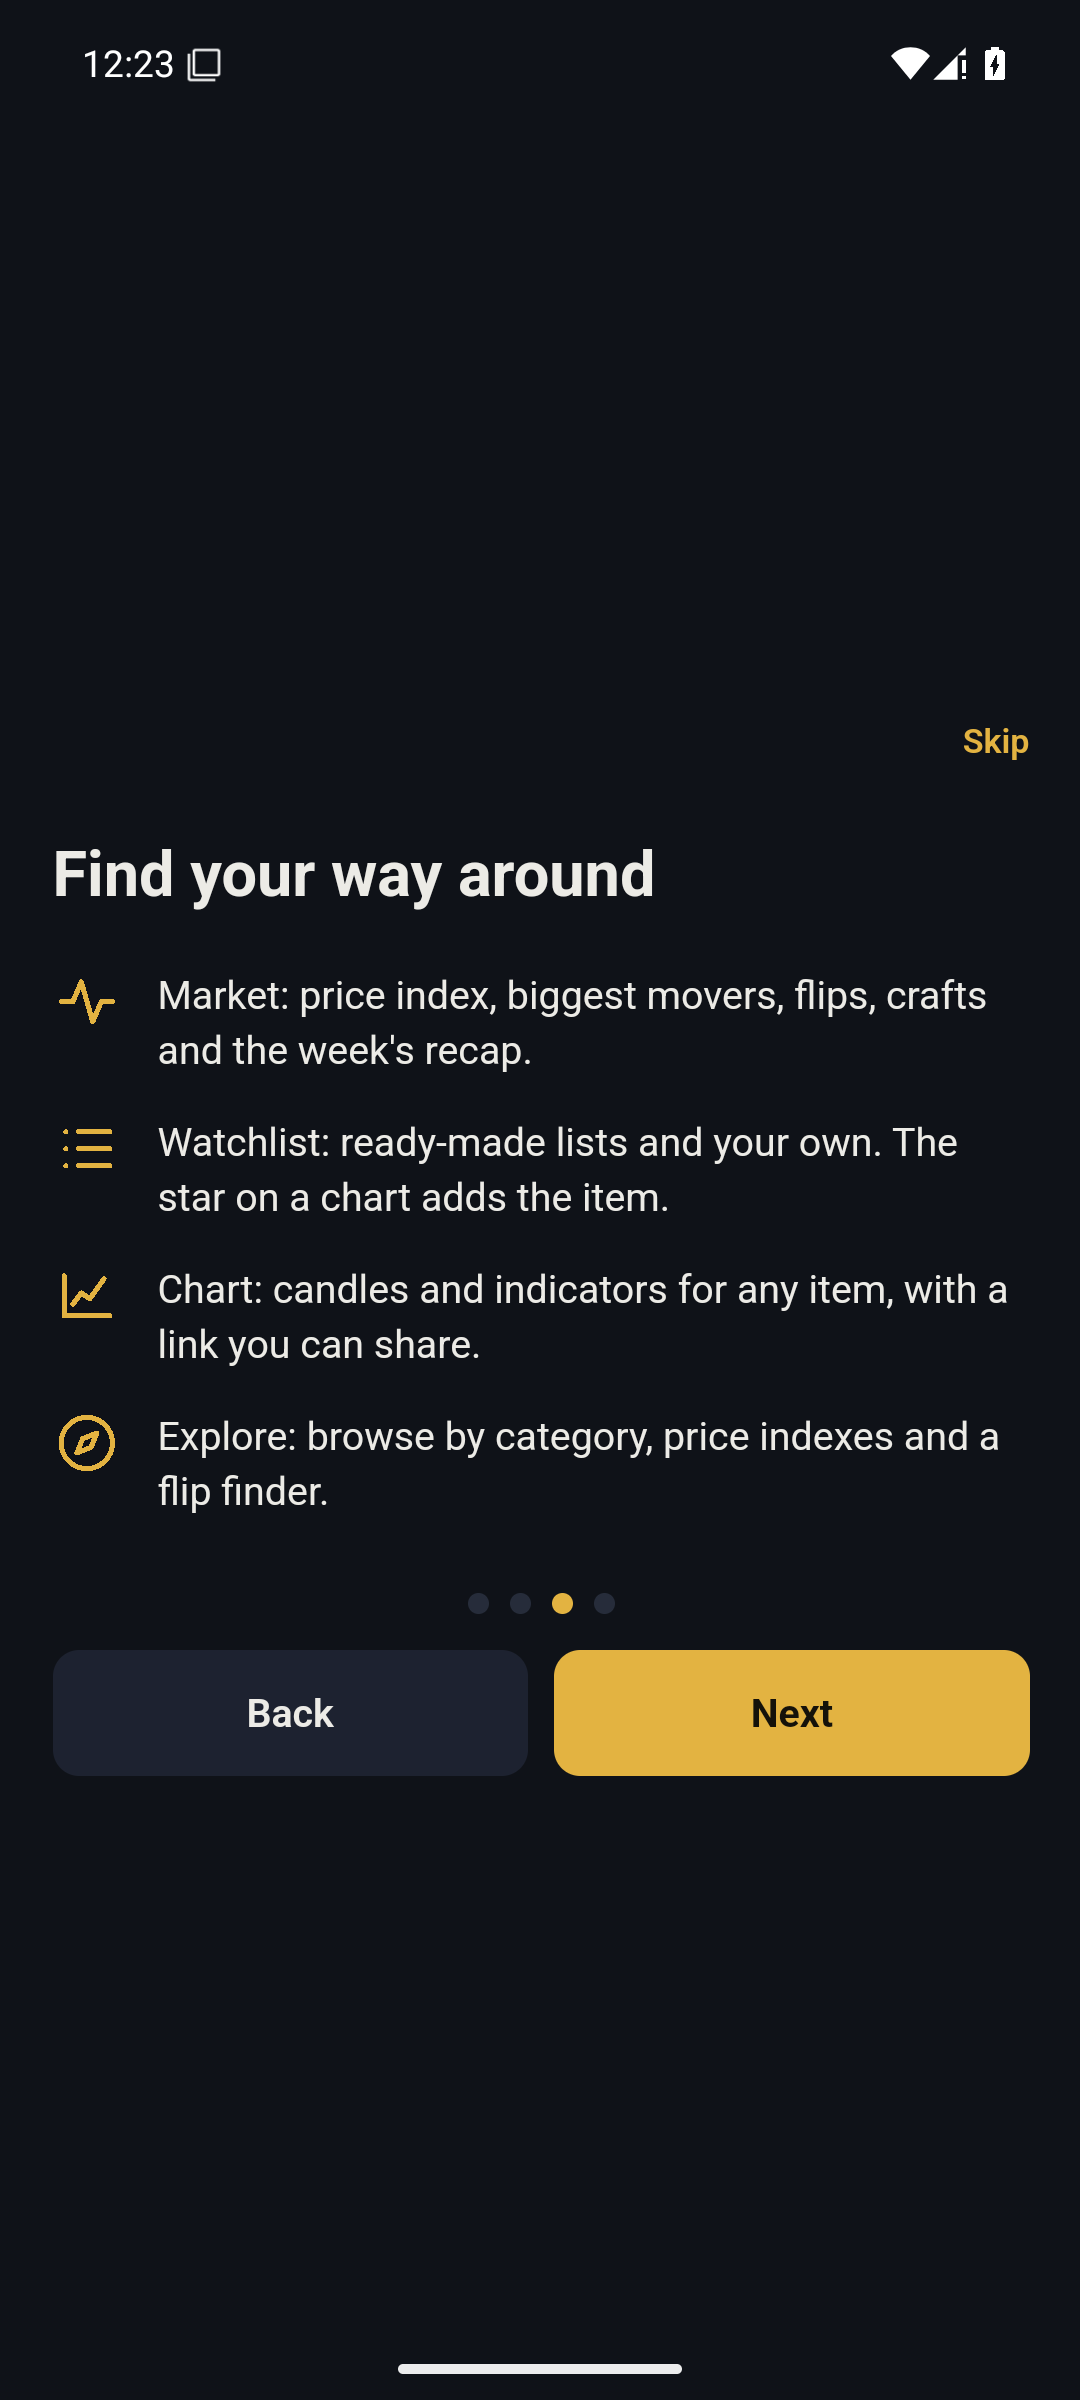 12:23
Skip
Find your way around
Market: price index, biggest movers, flips, crafts
and the week's recap.
Watchlist: ready-made lists and your own. The
star on a chart adds the item.
Chart: candles and indicators for any item, with a
link you can share.
Explore: browse by category, price indexes and a
flip finder.
Back
Next